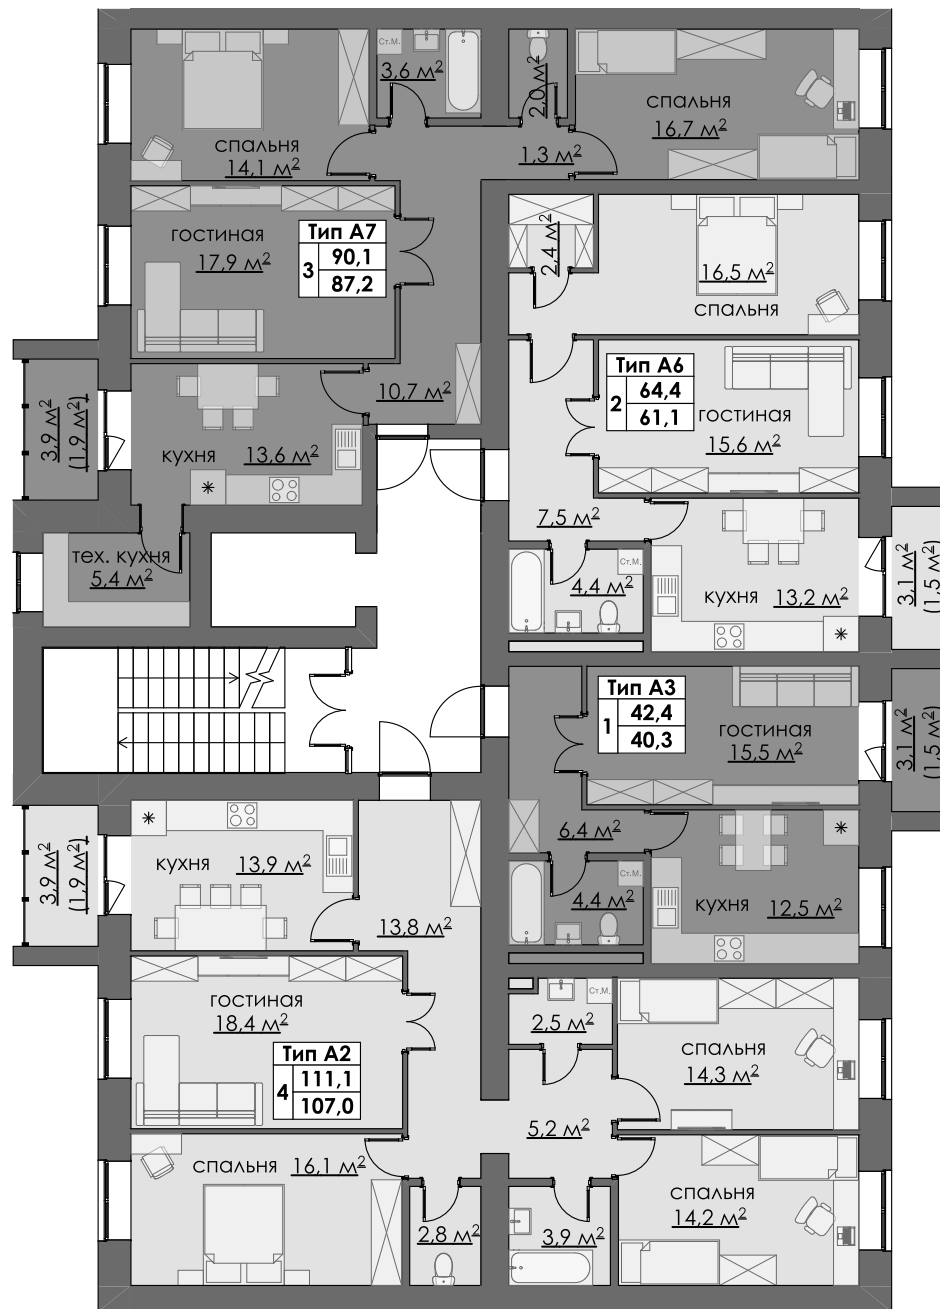 Ст.М.
3,6 м²
2,0 м²
спальня
16,7 м²
спальня
14,1 м²
1,3 м²
гостиная
17,9 м²
Тип А7
3
90,1
87,2
2,4 м²
16,5 м²
спальня
10,7 м²
Тип А6
2
64,4
61,1
гостиная
15,6 м²
3,9 м²
(1,9 м²)
кухня
13,6 м²
7,5 м²
тех. кухня
5,4 м²
Ст.М.
4,4 м²
кухня
13,2 м²
3,1 м²
(1,5 м²)
Тип А3
1
42,4
40,3
гостиная
15,5 м²
3,1 м²
(1,5 м²)
6,4 м²
3,9 м²
(1,9 м²)
кухня
13,9 м²
13,8 м²
Ст.М.
4,4 м²
кухня
12,5 м²
гостиная
18,4 м²
Тип А2
4
111,1
107,0
Ст.М.
2,5 м²
спальня
14,3 м²
5,2 м²
спальня
16,1 м²
спальня
14,2 м²
2,8 м²
3,9 м²